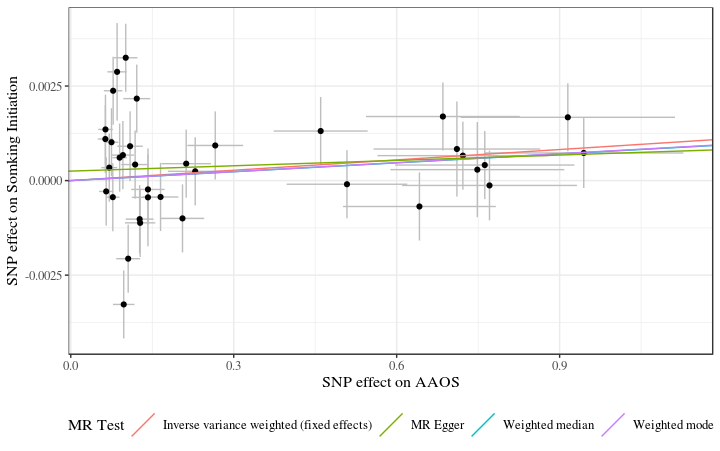 SNP effect on Somking Initiation
0.0025
0.0000
-0.0025
0.0
0.3
0.6
0.9
SNP effect on AAOS
MR Test
Inverse variance weighted (fixed effects)
MR Egger
Weighted median
Weighted mode